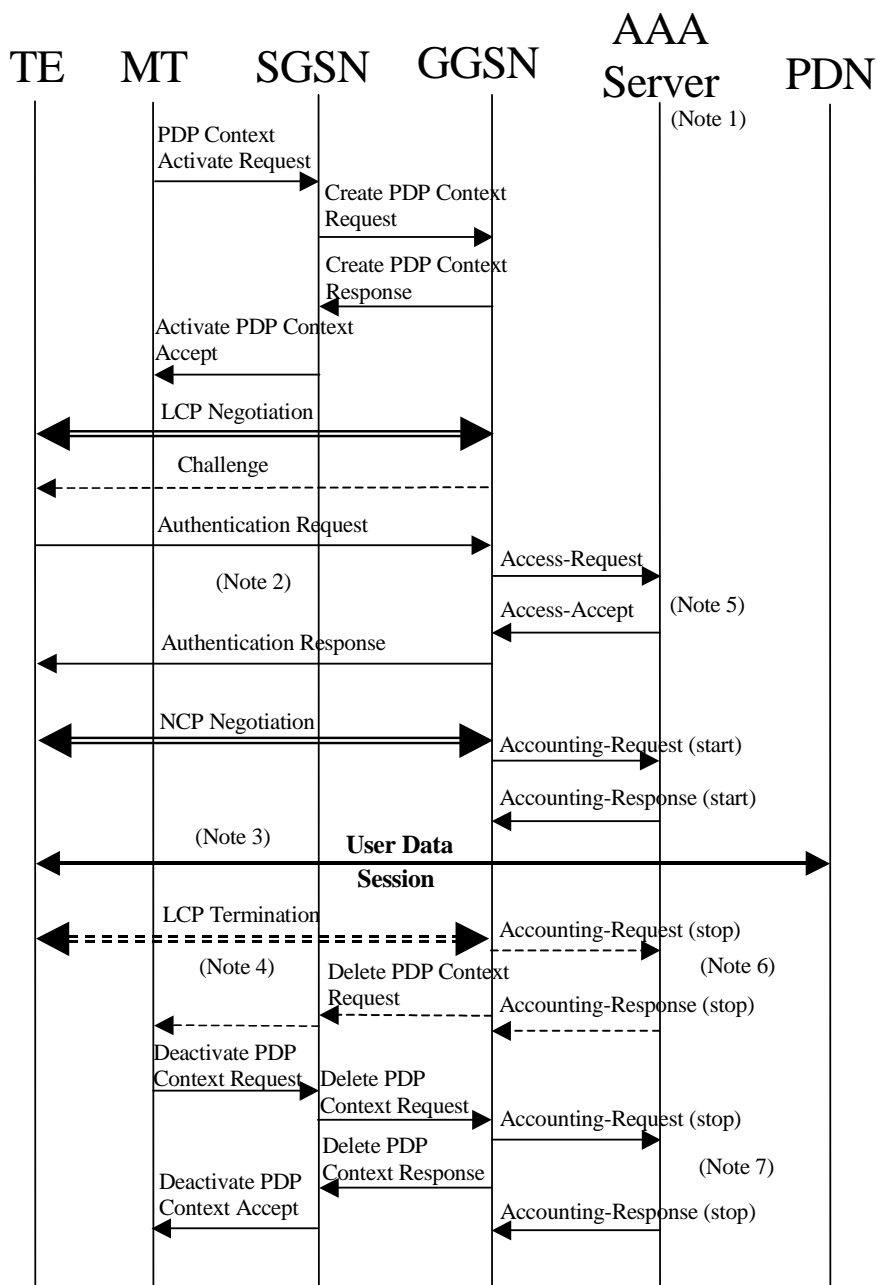 TE MT SGSN GGSN AAA Server PDN
(Note 1)
PDP Context
Activate Request
Create PDP Context
Request
Create PDP Context
Response
Activate PDP Context
Accept
LCP Negotiation
Challenge
Authentication Request
Access-Request
(Note 2)
(Note 5)
Access-Accept
Authentication Response
NCP Negotiation
Accounting-Request (start)
Accounting-Response (start)
(Note 3)
User Data
Session
LCP Termination
Accounting-Request (stop)
(Note 4)
(Note 6)
Delete PDP Context
Request
Accounting-Response (stop)
Deactivate PDP
Context Request
Delete PDP
Context Request
Accounting-Request (stop)
Delete PDP
Context Response
(Note 7)
Deactivate PDP
Context Accept
Accounting-Response (stop)